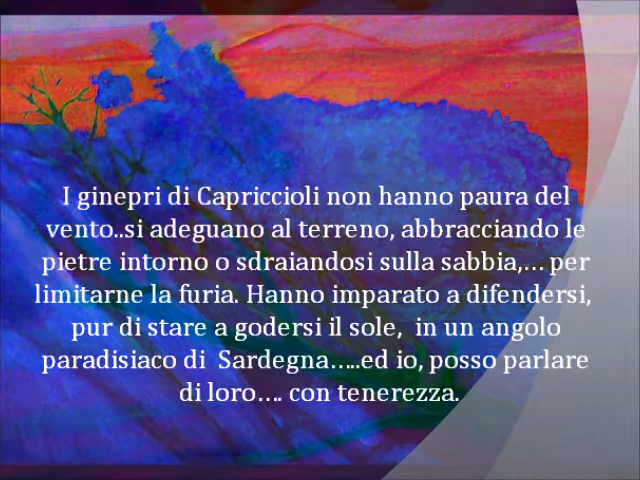 I ginepri di Capriccioli non hanno paura del
vento..si adeguano al terreno, abbracciando le
pietre intorno o sdraiandosi sulla sabbia,… per
limitarne la furia. Hanno imparato a difendersi,
pur di stare a godersi il sole,  in un angolo
paradisiaco di  Sardegna…..ed io, posso parlare
di loro…. con tenerezza.